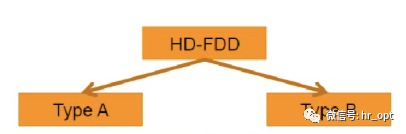 HD-FDD
Type A
Type B
微信号: hr_opt